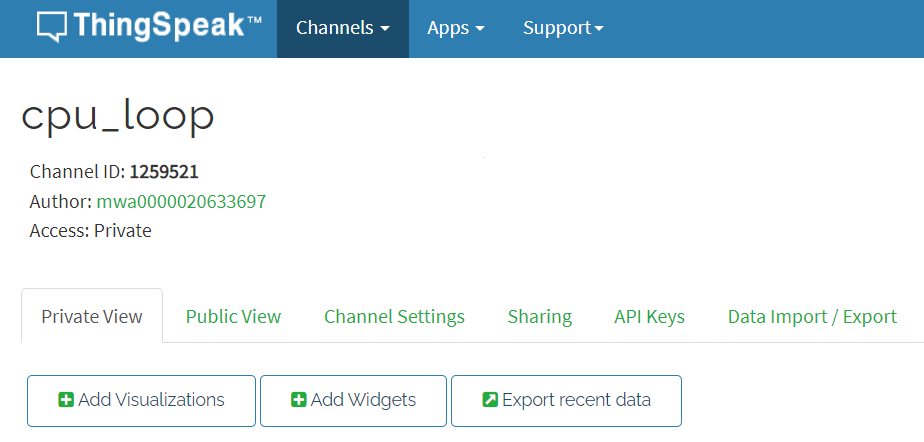 ThingSpeak™ Channels Apps Support
cpu_loop
Channel ID: 1259521
Author: mwa0000020633697
Access: Private
Private View Public View Channel Settings Sharing API Keys Data Import / Export
Add Visualizations Add Widgets Export recent data